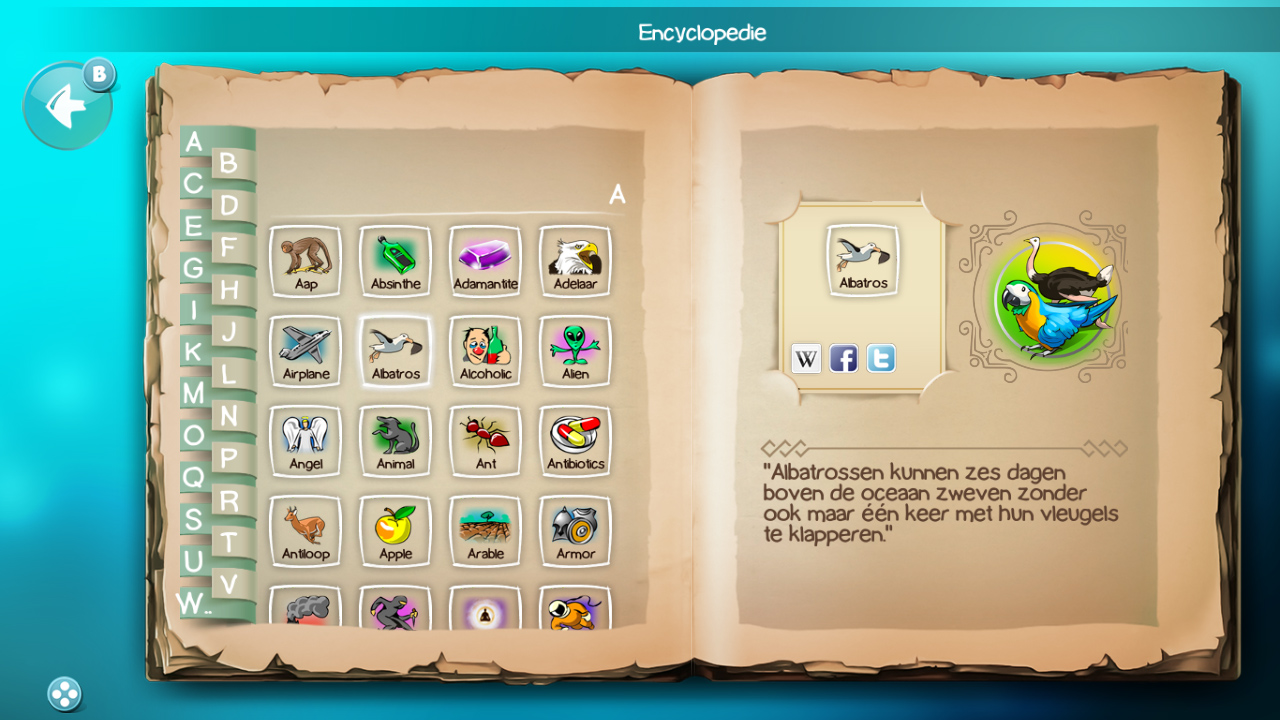 Encyclopedie
B
A
B
C
D
E
F
G
H
I
J
K
L
M
N
O
P
Q
R
S
T
U
V
W..
A
Aap Absinthe Adamantite Adelaar
Airplane Albatros Alcoholic Alien
Angel Animal Ant Antibiotics
Antiloop Apple Arable Armor
Albatros
W f t
"Albatrossen kunnen zes dagen
boven de oceaan zweven zonder
ook maar één keer met hun vleugels
te klapperen."